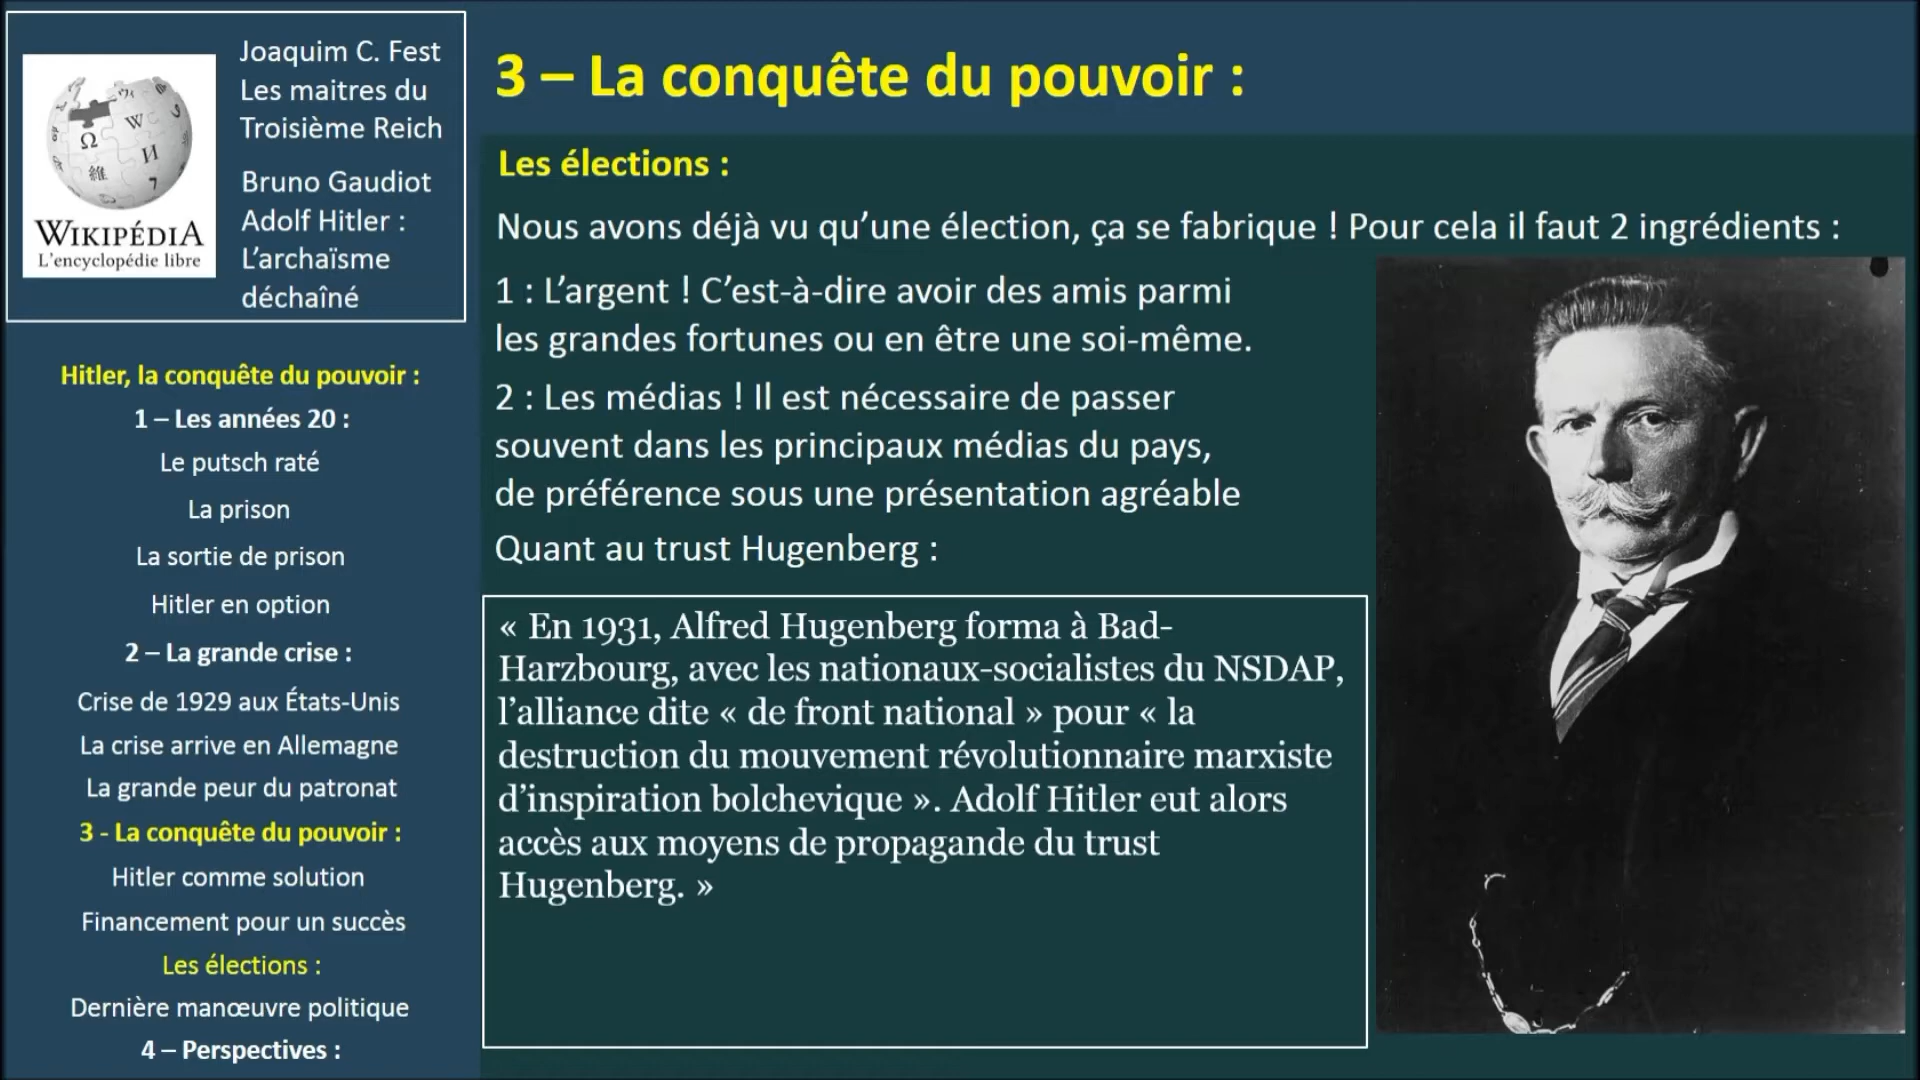 Joaquim C. Fest
Les maitres du
Troisième Reich
Bruno Gaudiot
Adolf Hitler :
L’archaïsme
déchaîné
Ω
W
И
維
7
WIKIPÉDIA
L'encyclopédie libre
Hitler, la conquête du pouvoir :
1 – Les années 20 :
Le putsch raté
La prison
La sortie de prison
Hitler en option
2 – La grande crise :
Crise de 1929 aux États-Unis
La crise arrive en Allemagne
La grande peur du patronat
3 - La conquête du pouvoir :
Hitler comme solution
Financement pour un succès
Les élections :
Dernière manœuvre politique
4 – Perspectives :
3 – La conquête du pouvoir :
Les élections :
Nous avons déjà vu qu’une élection, ça se fabrique ! Pour cela il faut 2 ingrédients :
1 : L’argent ! C’est-à-dire avoir des amis parmi
les grandes fortunes ou en être une soi-même.
2 : Les médias ! Il est nécessaire de passer
souvent dans les principaux médias du pays,
de préférence sous une présentation agréable
Quant au trust Hugenberg :
« En 1931, Alfred Hugenberg forma à Bad-
Harzbourg, avec les nationaux-socialistes du NSDAP,
l’alliance dite « de front national » pour « la
destruction du mouvement révolutionnaire marxiste
d’inspiration bolchevique ». Adolf Hitler eut alors
accès aux moyens de propagande du trust
Hugenberg. »